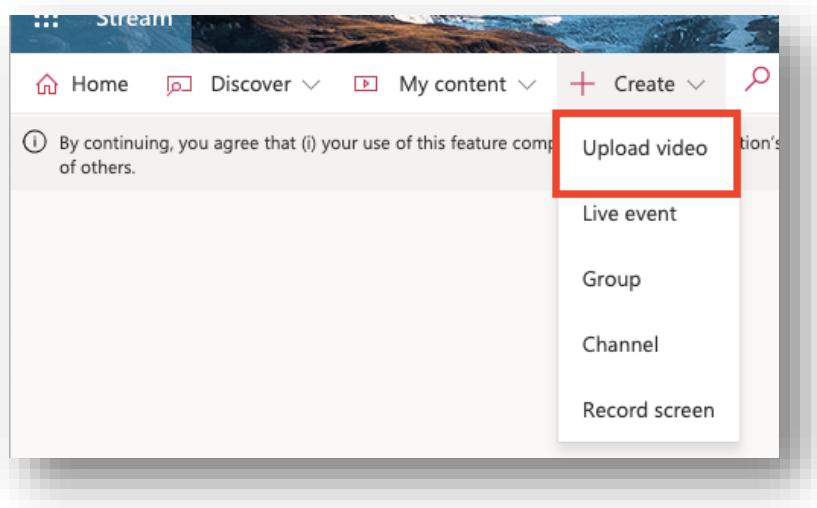 Stream
Home Discover My content Create
By continuing, you agree that (i) your use of this feature comp
tion's
of others.
Upload video
Live event
Group
Channel
Record screen